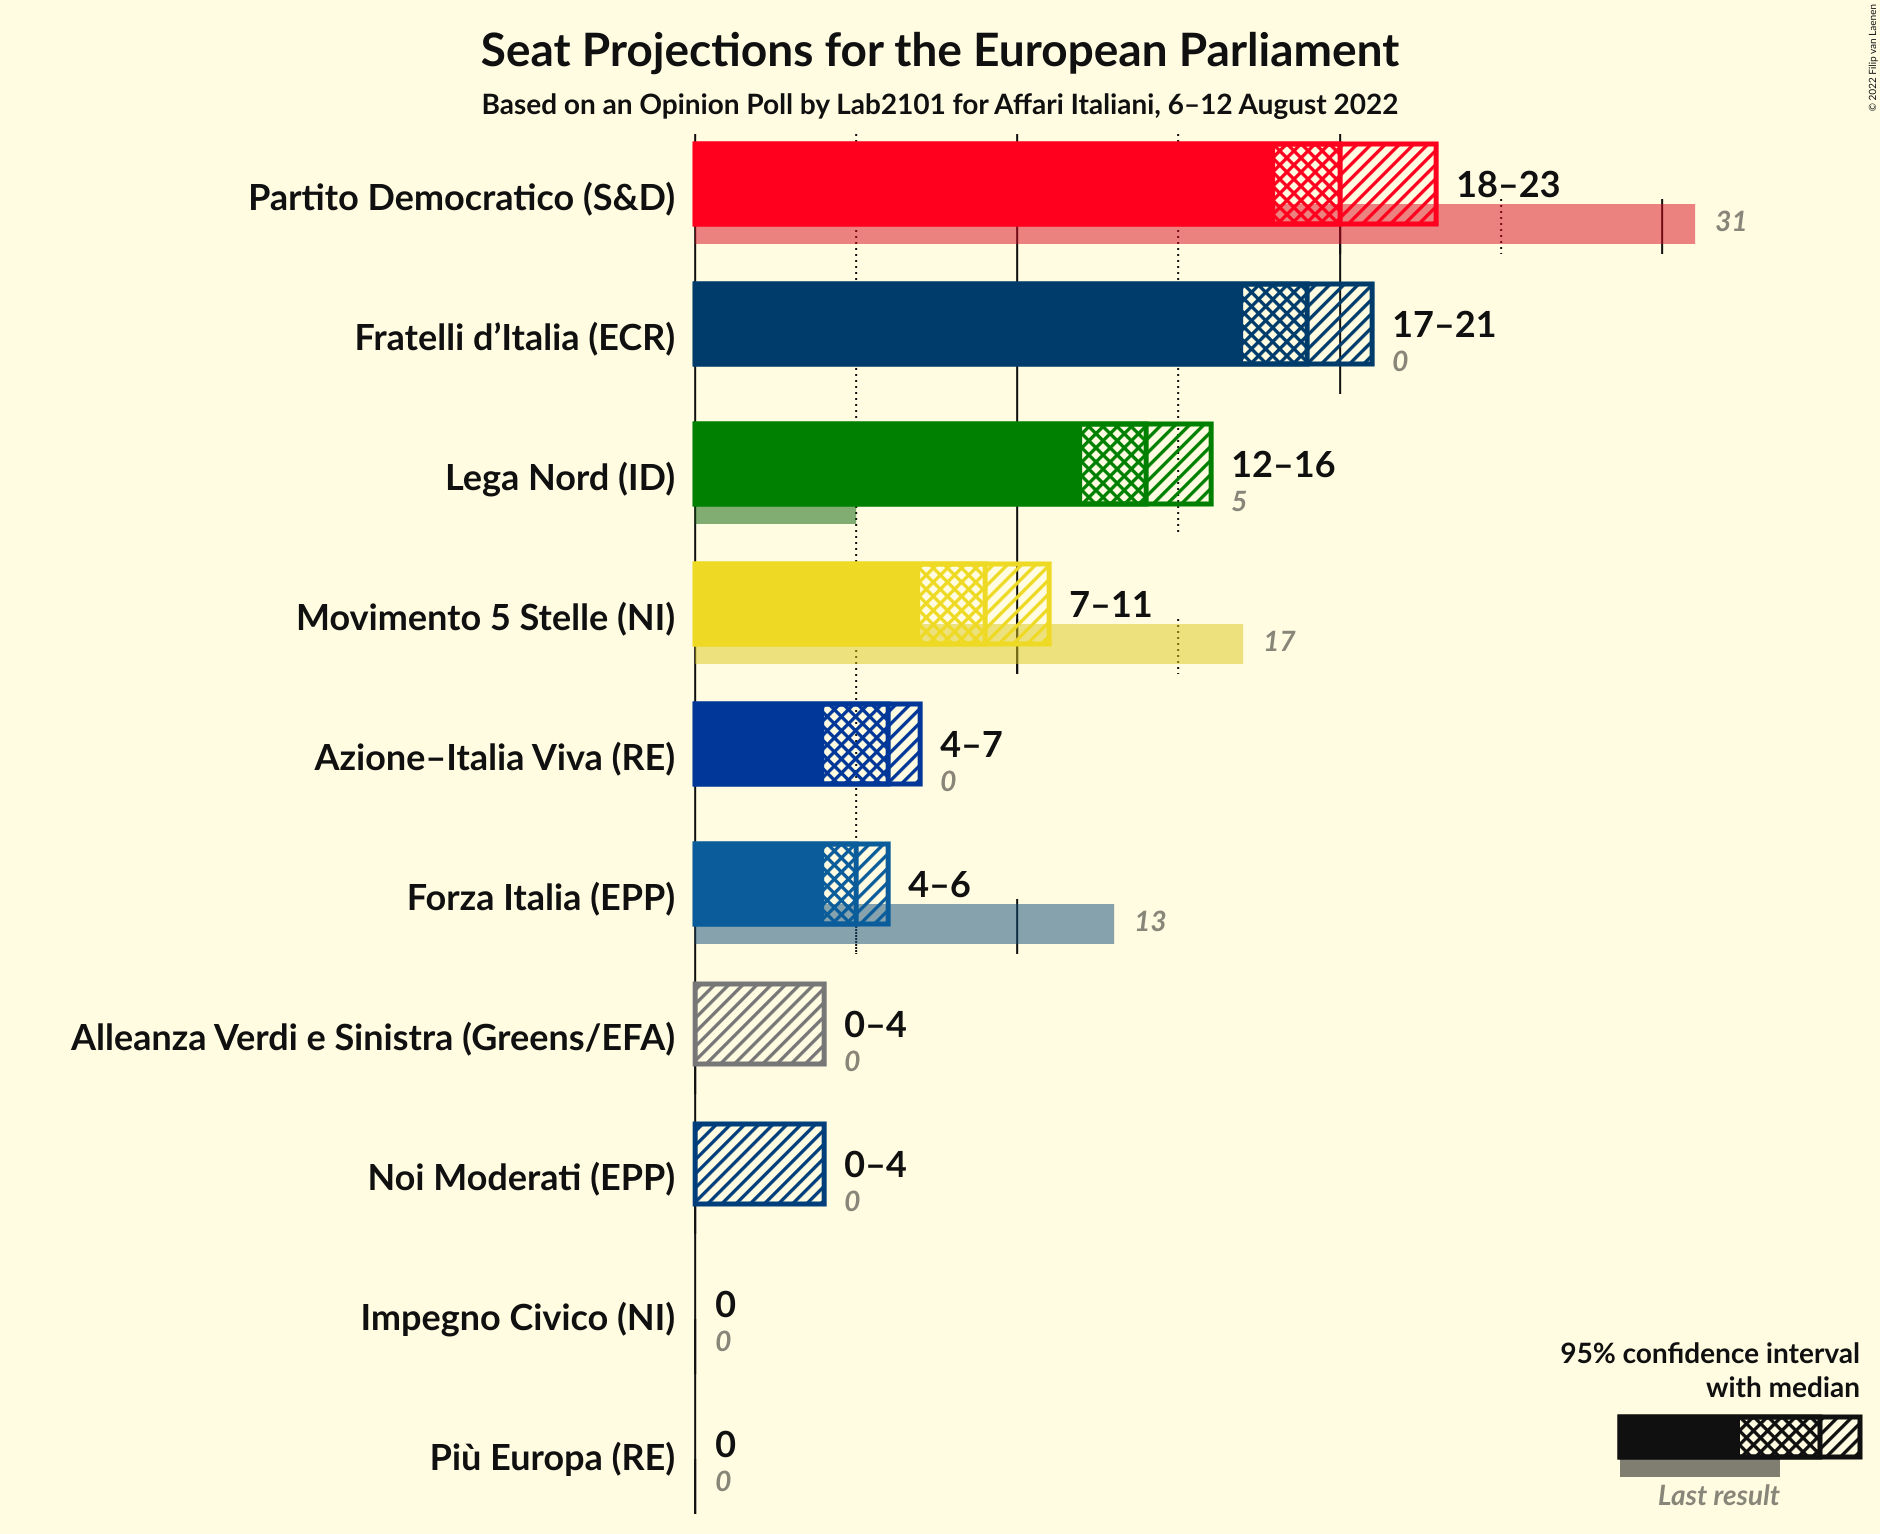 Seat Projections for the European Parliament
Based on an Opinion Poll by Lab2101 for Affari Italiani, 6–12 August 2022
© 2022 Filip van Laenen
Partito Democratico (S&D)
18–23
31
Fratelli d’Italia (ECR)
17–21
0
Lega Nord (ID)
12–16
5
Movimento 5 Stelle (NI)
7–11
17
Azione–Italia Viva (RE)
4–7
0
Forza Italia (EPP)
4–6
13
Alleanza Verdi e Sinistra (Greens/EFA)
0–4
0
Noi Moderati (EPP)
0–4
0
Impegno Civico (NI)
0
0
Più Europa (RE)
0
0
95% confidence interval
with median
Last result